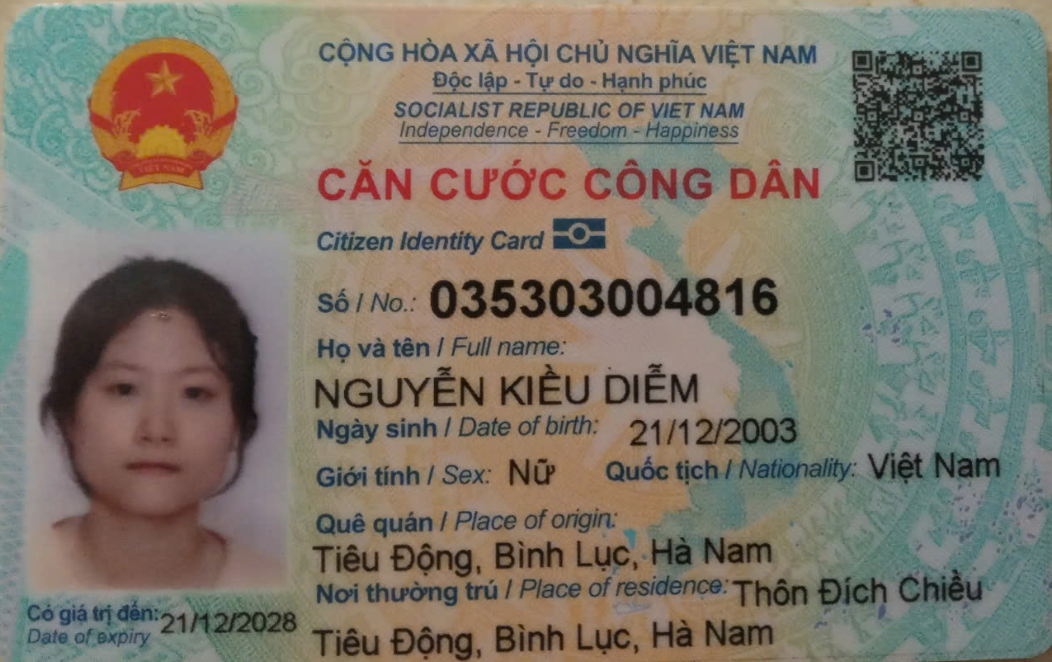 CỘNG HÒA XÃ HỘI CHỦ NGHĨA VIỆT NAM
Độc lập - Tự do - Hạnh phúc
SOCIALIST REPUBLIC OF VIET NAM
Independence - Freedom - Happiness
CĂN CƯỚC CÔNG DÂN
Citizen Identity Card
Số / No.: 035303004816
Họ và tên / Full name:
NGUYỄN KIỀU DIỄM
Ngày sinh / Date of birth: 21/12/2003
Giới tính / Sex: Nữ Quốc tịch / Nationality: Việt Nam
Quê quán / Place of origin:
Tiêu Động, Bình Lục, Hà Nam
Nơi thường trú / Place of residence: Thôn Đích Chiều
Tiêu Động, Bình Lục, Hà Nam
Có giá trị đến: 21/12/2028
Date of expiry
VIỆT NAM